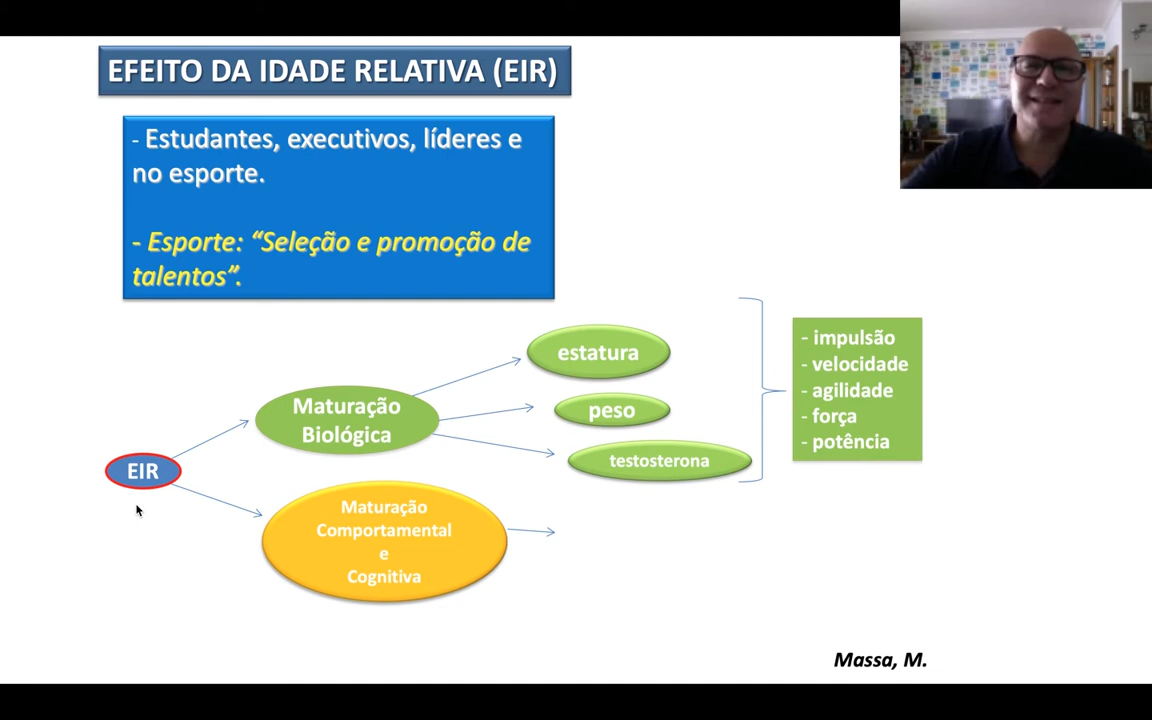 EFEITO DA IDADE RELATIVA (EIR)
- Estudantes, executivos, líderes e
no esporte.
- Esporte: “Seleção e promoção de
talentos”.
estatura
- impulsão
- velocidade
- agilidade
- força
- potência
Maturação
Biológica
peso
testosterona
EIR
Maturação
Comportamental
e
Cognitiva
Massa, M.